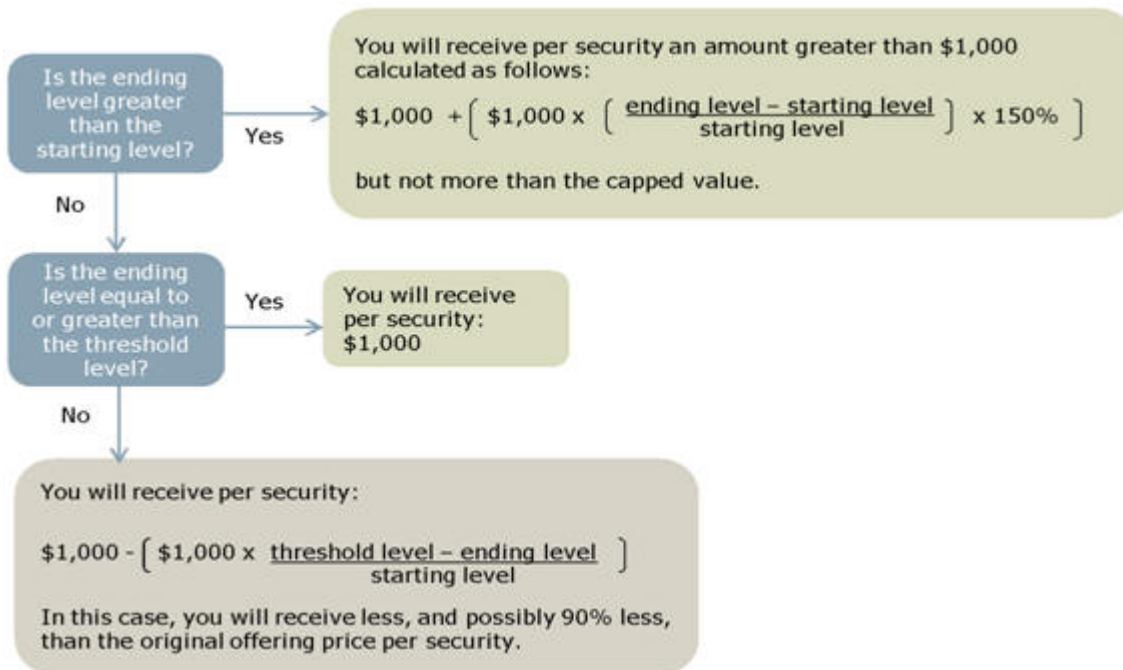 Is the ending
level greater
than the
starting level?
Yes
You will receive per security an amount greater than $1,000
calculated as follows:
$1,000 + [ $1,000 x ( ending level – starting level
starting level ) x 150% ]
but not more than the capped value.
No
Is the ending
level equal to
or greater than
the threshold
level?
Yes
You will receive
per security:
$1,000
No
You will receive per security:
$1,000 - [ $1,000 x threshold level – ending level
starting level ]
In this case, you will receive less, and possibly 90% less,
than the original offering price per security.